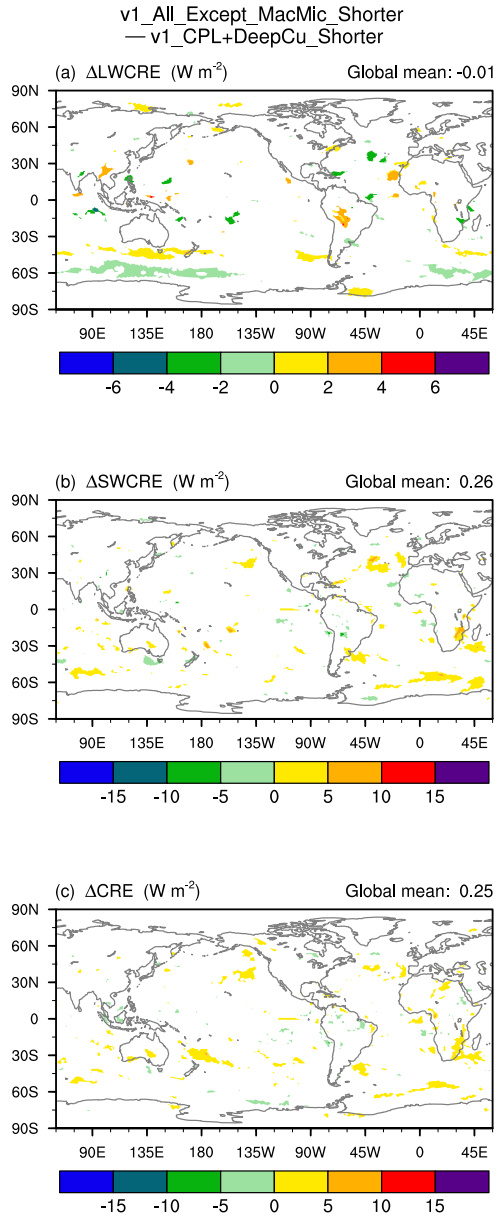 v1_All_Except_MacMic_Shorter
— v1_CPL+DeepCu_Shorter
(a) ΔLWCRE (W m⁻²) Global mean: -0.01
90N
60N
30N
0
30S
60S
90S
90E 135E 180 135W 90W 45W 0 45E
-6 -4 -2 0 2 4 6
(b) ΔSWCRE (W m⁻²) Global mean: 0.26
90N
60N
30N
0
30S
60S
90S
90E 135E 180 135W 90W 45W 0 45E
-15 -10 -5 0 5 10 15
(c) ΔCRE (W m⁻²) Global mean: 0.25
90N
60N
30N
0
30S
60S
90S
90E 135E 180 135W 90W 45W 0 45E
-15 -10 -5 0 5 10 15